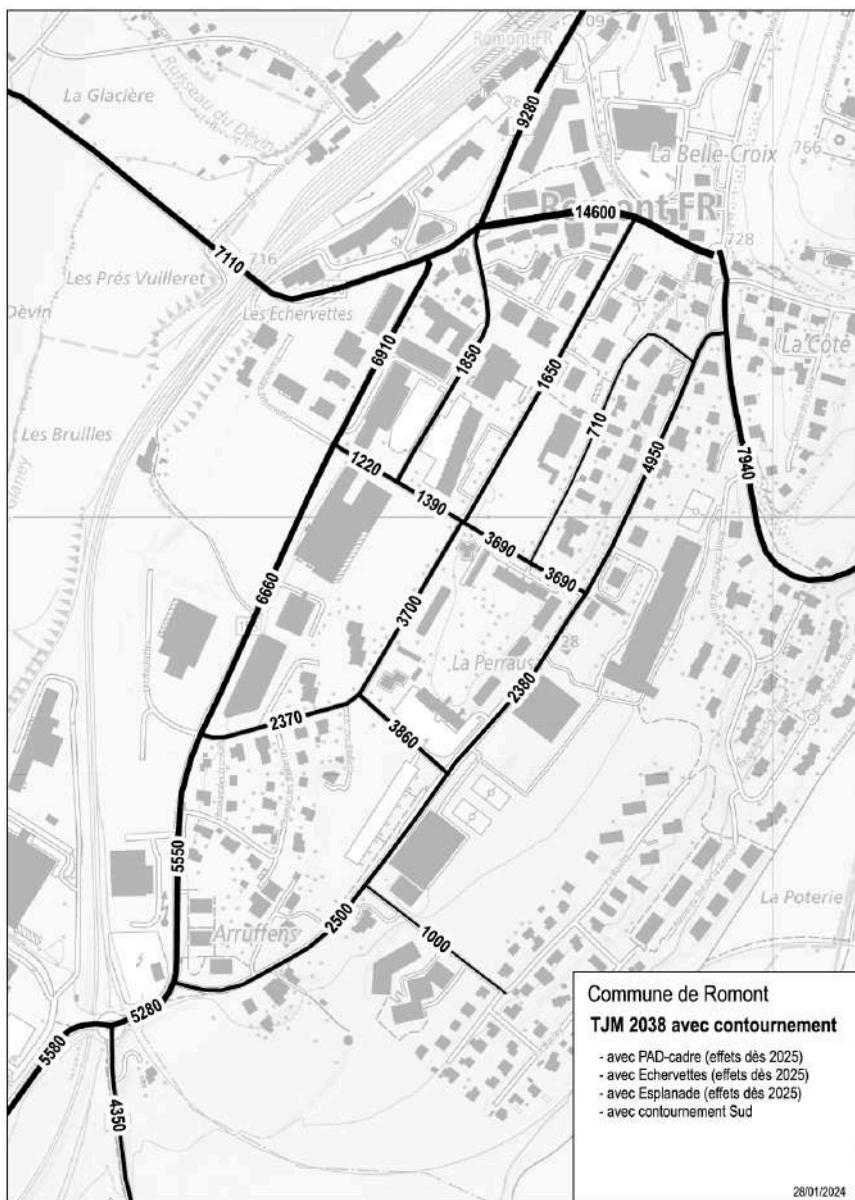 709
Romont FR
La Glacière
Ruisseau du Dévin
9280
La Belle-Croix
766
Romont FR
14600
728
7110
716
Les Prés Vuilleret
Dévin
Les Echervettes
La Côté
6910
1850
1650
710
Les Bruilles
4950
7940
1220
1390
3690
3690
6660
3700
La Perraus
728
2380
2370
3860
5550
La Poterie
2500
Arruffens
1000
5280
5580
4350
Commune de Romont
TJM 2038 avec contournement
- avec PAD-cadre (effets dès 2025)
- avec Echervettes (effets dès 2025)
- avec Esplanade (effets dès 2025)
- avec contournement Sud
28/01/2024